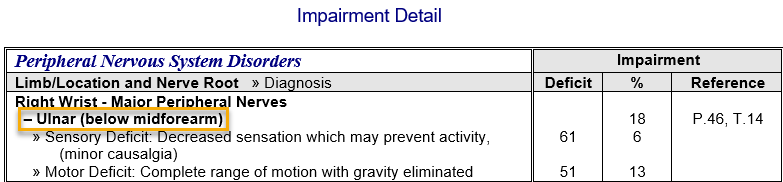 Impairment Detail
Peripheral Nervous System Disorders Impairment
Limb/Location and Nerve Root » Diagnosis Deficit % Reference
Right Wrist - Major Peripheral Nerves
– Ulnar (below midforearm) 18 P.46, T.14
» Sensory Deficit: Decreased sensation which may prevent activity, 61 6
(minor causalgia)
» Motor Deficit: Complete range of motion with gravity eliminated 51 13